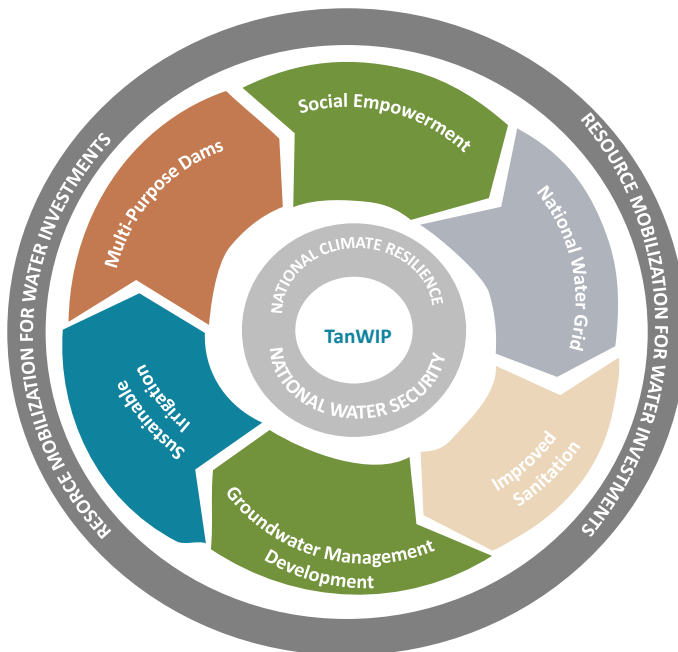 RESORCE MOBILIZATION FOR WATER INVESTMENTS
RESOURCE MOBILIZATION FOR WATER INVESTMENTS
Social Empowerment
National Water Grid
Improved
Sanitation
Groundwater Management
Development
Sustainable
Irrigation
Multi-Purpose Dams
NATIONAL CLIMATE RESILIENCE
TanWIP
NATIONAL WATER SECURITY